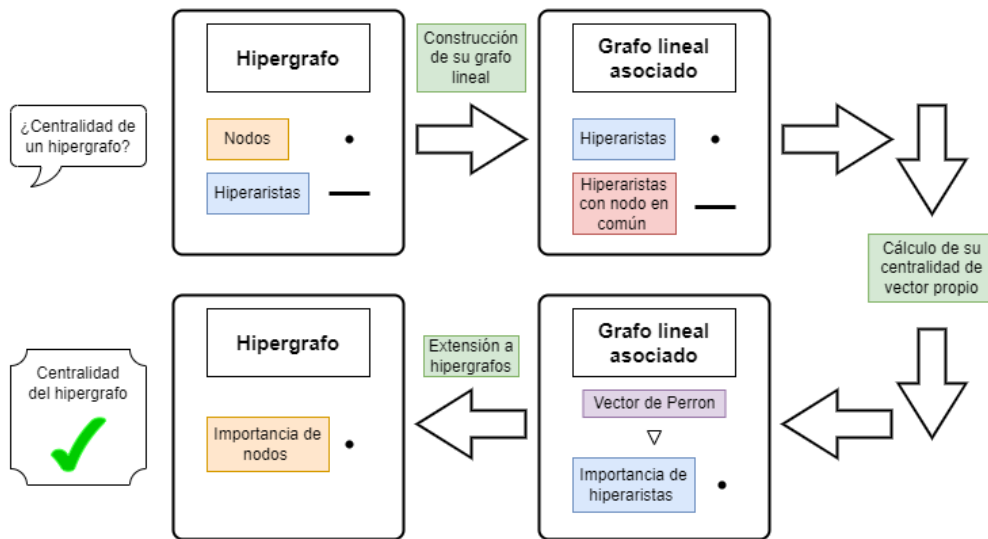 ¿Centralidad de
un hipergrafo?
Hipergrafo
Nodos
Hiperaristas
Construcción
de su grafo
lineal
Grafo lineal
asociado
Hiperaristas
Hiperaristas
con nodo en
común
Cálculo de su
centralidad de
vector propio
Grafo lineal
asociado
Vector de Perron
Importancia de
hiperaristas
Extensión a
hipergrafos
Hipergrafo
Importancia de
nodos
Centralidad
del hipergrafo